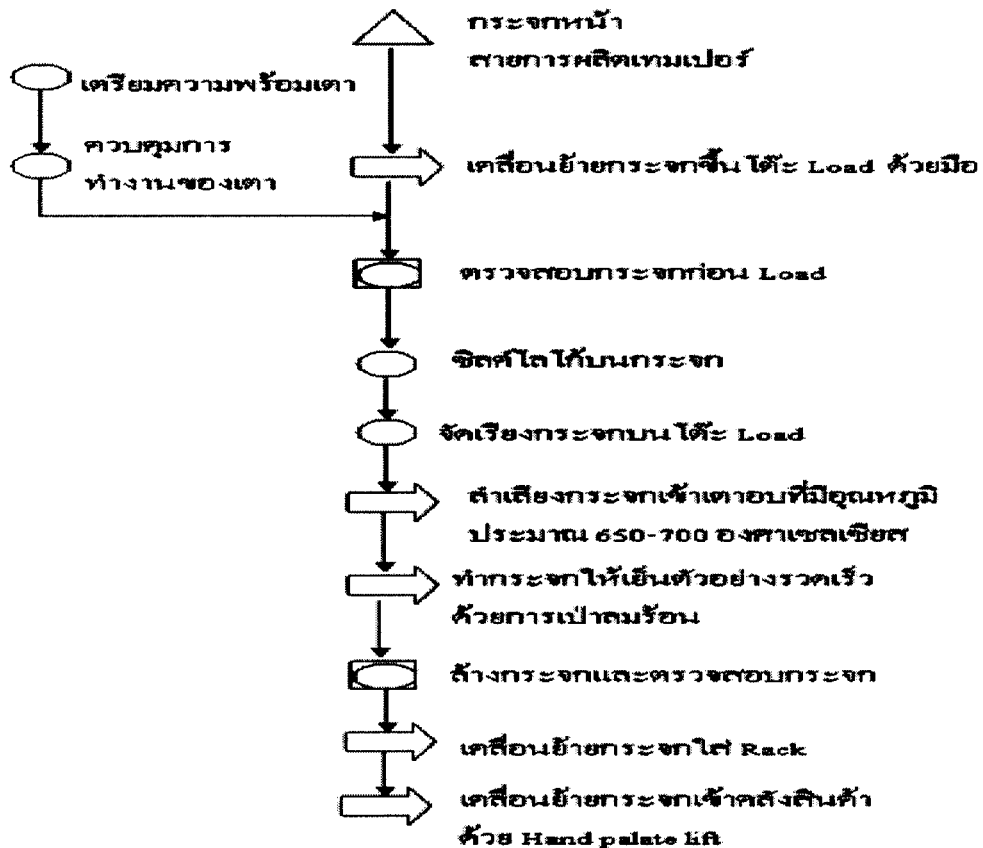 กระจกหน้า
สายการผลิตเทมเปอร์
เตรียมความพร้อมเตา
ควบคุมการ
ทำงานของเตา
เคลื่อนย้ายกระจกขึ้นโต๊ะ Load ด้วยมือ
ตรวจสอบกระจกก่อน Load
ซิลค์โลโก้บนกระจก
จัดเรียงกระจกบนโต๊ะ Load
ลำเลียงกระจกเข้าเตาอบที่มีอุณหภูมิ
ประมาณ 650-700 องศาเซลเซียส
ทำกระจกให้เย็นตัวอย่างรวดเร็ว
ด้วยการเป่าลมร้อน
ล้างกระจกและตรวจสอบกระจก
เคลื่อนย้ายกระจกใส่ Rack
เคลื่อนย้ายกระจกเข้าคลังสินค้า
ด้วย Hand palate lift